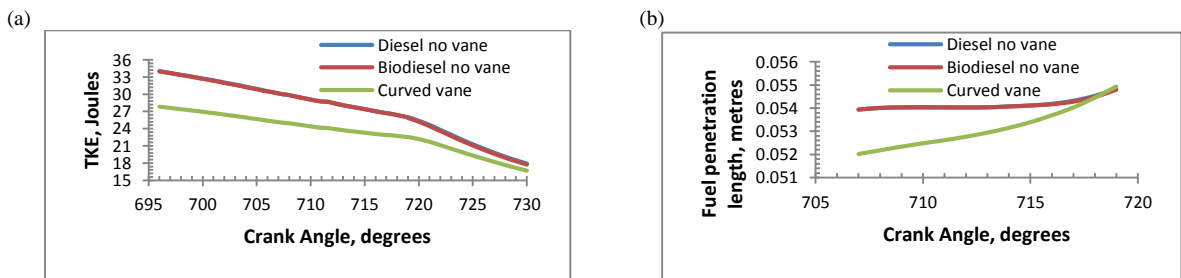 (a)
Diesel no vane
Biodiesel no vane
Curved vane
TKE, Joules
36
33
30
27
24
21
18
15
695
700
705
710
715
720
725
730
Crank Angle, degrees
(b)
Diesel no vane
Biodiesel no vane
Curved vane
Fuel penetration
length, metres
0.056
0.055
0.054
0.053
0.052
0.051
705
710
715
720
Crank Angle, degrees